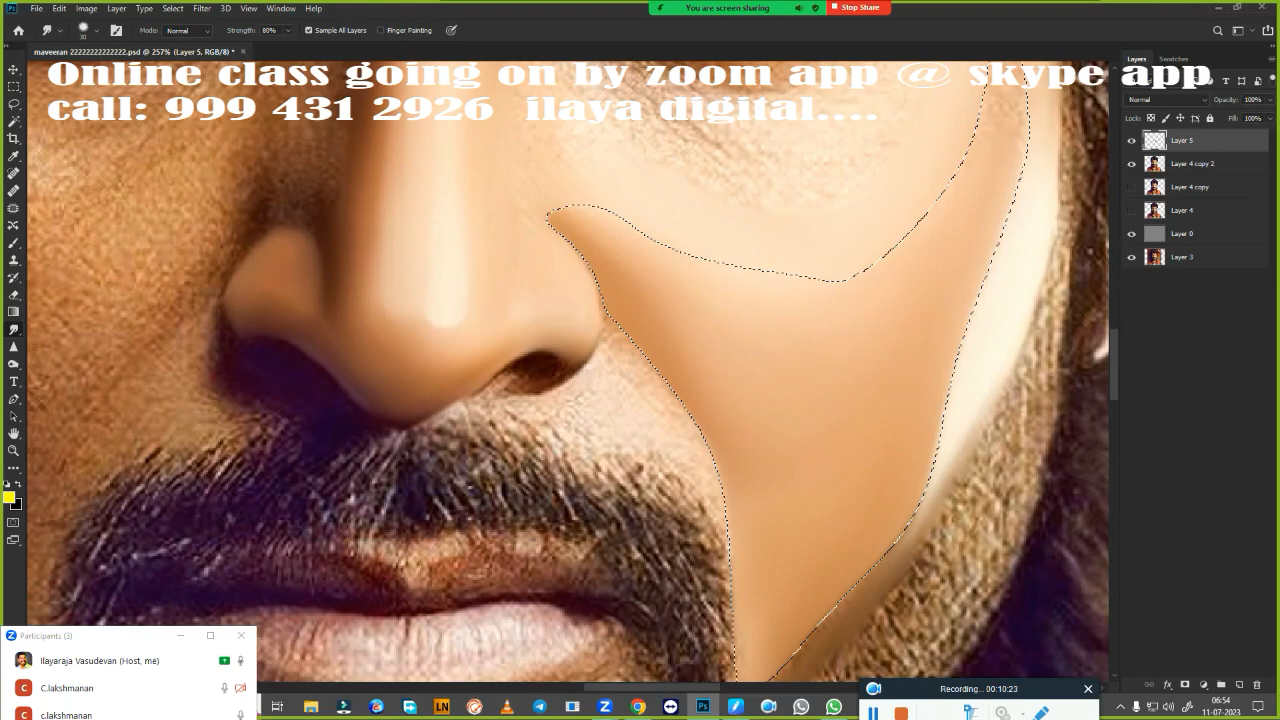 File Edit Image Layer Type Select Filter 3D View Window Help
You are screen sharing
Stop Share
Mode: Normal Strength: 80% Sample All Layers Finger Painting
30
maveeran 22222222222222.psd @ 257% (Layer 5, RGB/8) *
Online class going on by zoom app @ skype app
call: 999 431 2926 ilaya digital....
Layers Swatches
Normal Opacity: 100%
Lock: Fill: 100%
Layer 5
Layer 4 copy 2
Layer 4 copy
Layer 4
Layer 0
Layer 3
Participants (3)
Ilayaraja Vasudevan (Host, me)
C C.lakshmanan
C c.lakshmanan
Recording... 00:10:23
06:54
11-07-2023